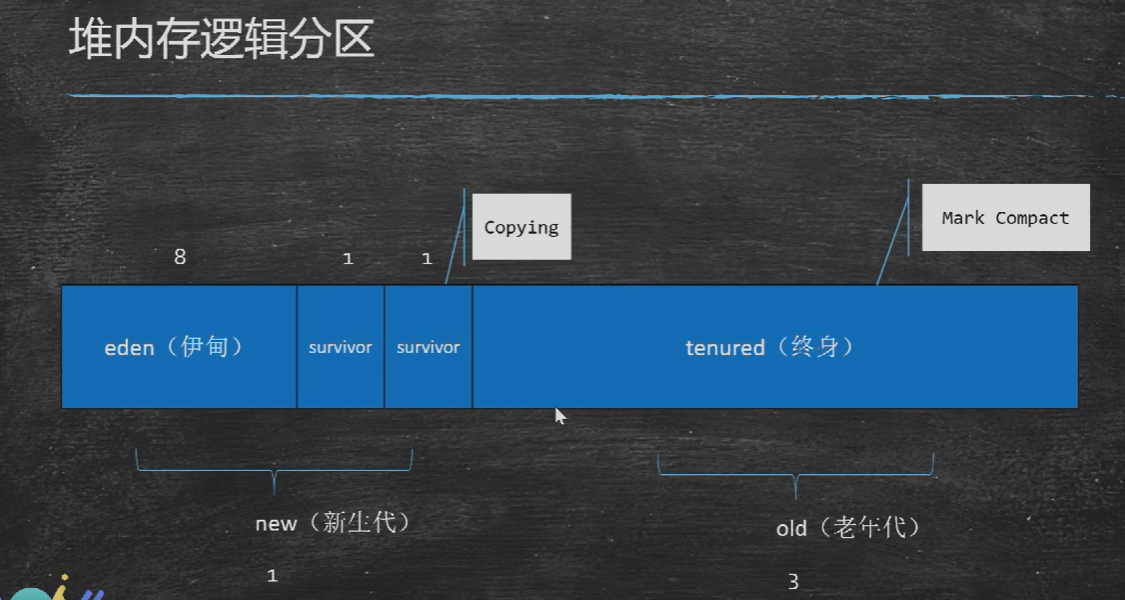 堆内存逻辑分区
Copying
Mark Compact
8
1
1
eden（伊甸）
survivor
survivor
tenured（终身）
new（新生代）
old（老年代）
1
3